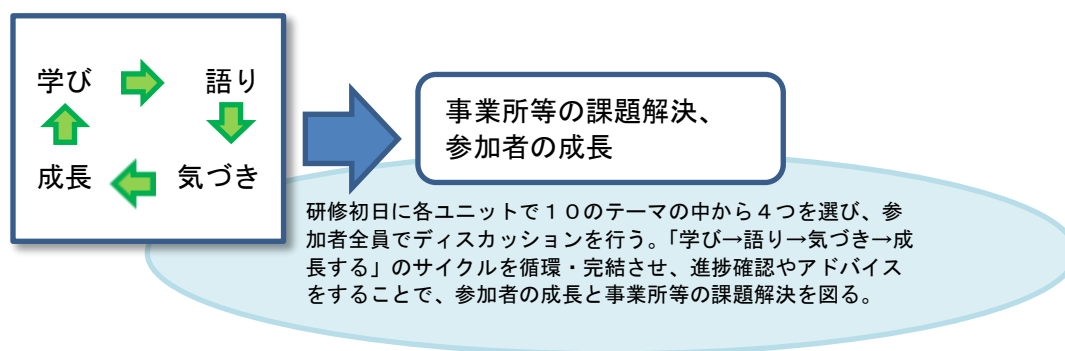 学び 語り
成長 気づき
事業所等の課題解決、
参加者の成長
研修初日に各ユニットで１０のテーマの中から４つを選び、参
加者全員でディスカッションを行う。「学び→語り→気づき→成
長する」のサイクルを循環・完結させ、進捗確認やアドバイス
をすることで、参加者の成長と事業所等の課題解決を図る。